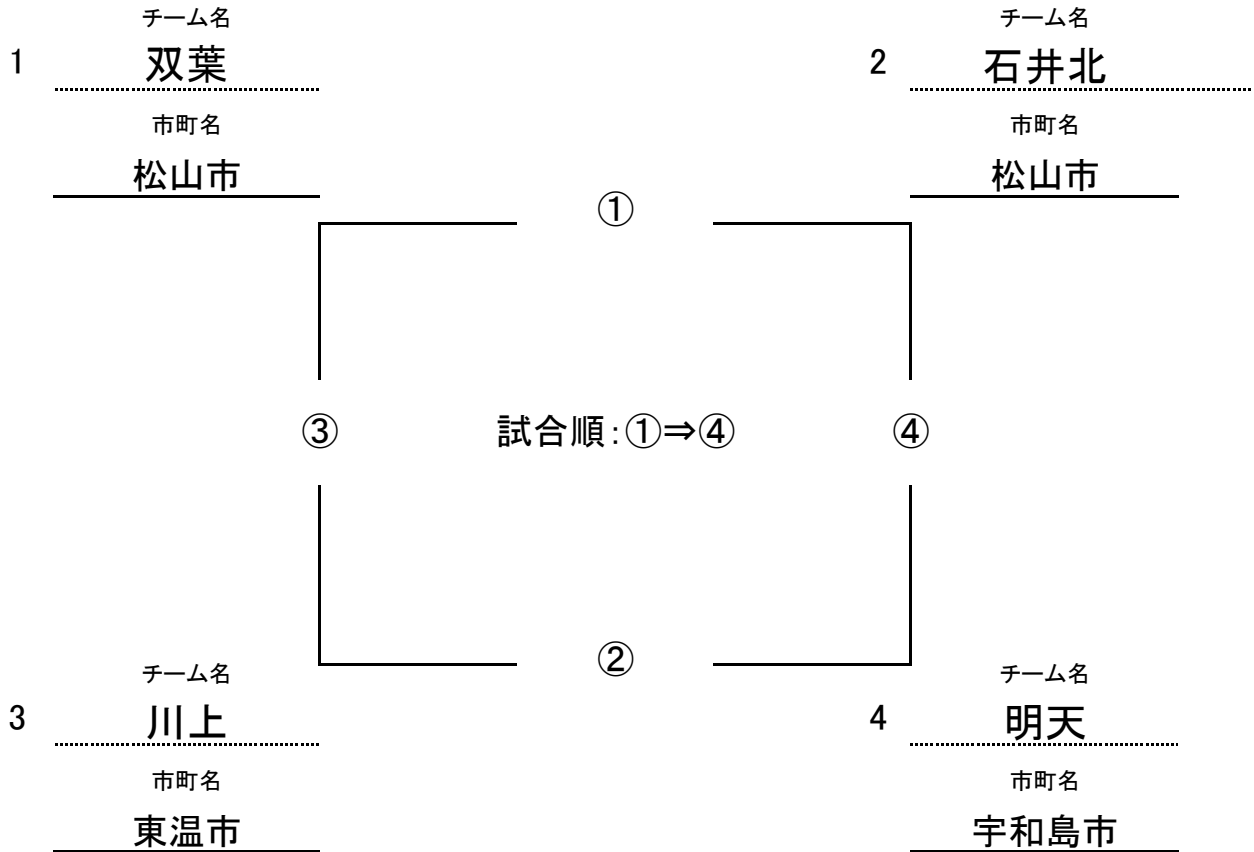 チーム名 チーム名
1 双葉 2 石井北
市町名 市町名
松山市 松山市
①
③ 試合順:①⇒④ ④
②
チーム名 チーム名
3 川上 4 明天
市町名 市町名
東温市 宇和島市